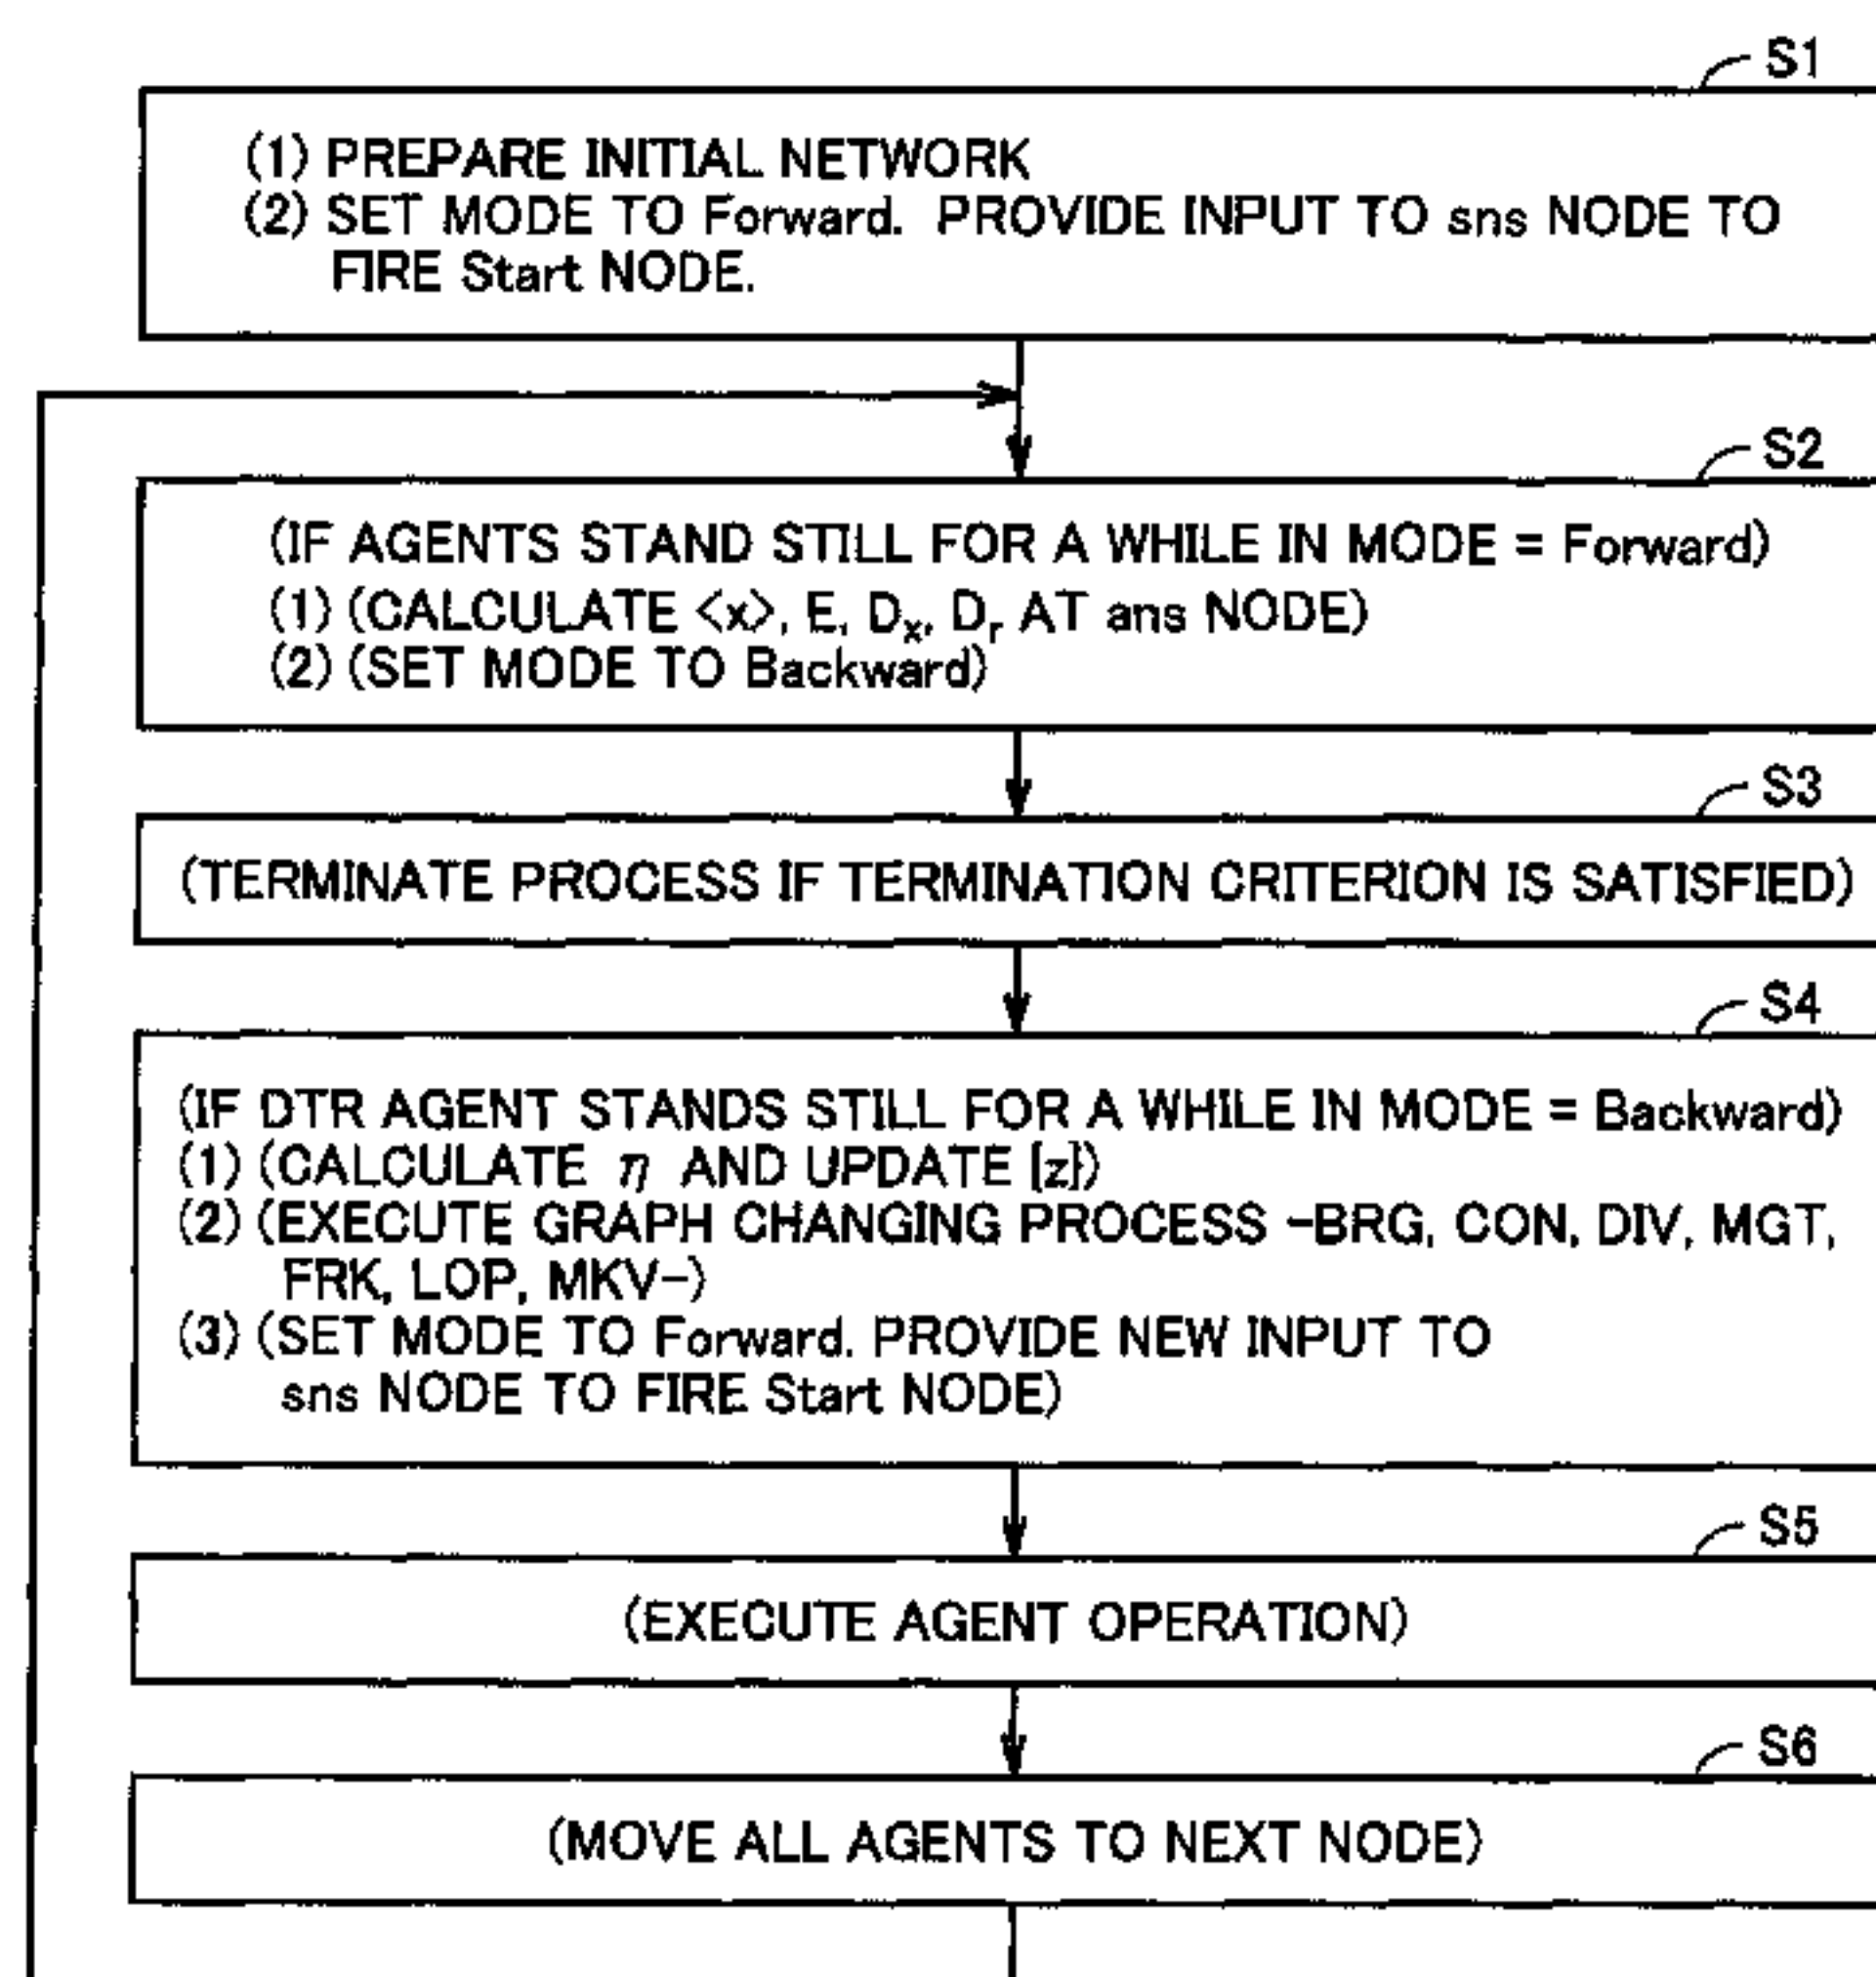 S1
(1) PREPARE INITIAL NETWORK
(2) SET MODE TO Forward. PROVIDE INPUT TO sns NODE TO
FIRE Start NODE.
S2
(IF AGENTS STAND STILL FOR A WHILE IN MODE = Forward)
(1) (CALCULATE <x>, E, Dx, Dr AT ans NODE)
(2) (SET MODE TO Backward)
S3
(TERMINATE PROCESS IF TERMINATION CRITERION IS SATISFIED)
S4
(IF DTR AGENT STANDS STILL FOR A WHILE IN MODE = Backward)
(1) (CALCULATE η AND UPDATE {z})
(2) (EXECUTE GRAPH CHANGING PROCESS -BRG, CON, DIV, MGT,
FRK, LOP, MKV-)
(3) (SET MODE TO Forward. PROVIDE NEW INPUT TO
sns NODE TO FIRE Start NODE)
S5
(EXECUTE AGENT OPERATION)
S6
(MOVE ALL AGENTS TO NEXT NODE)